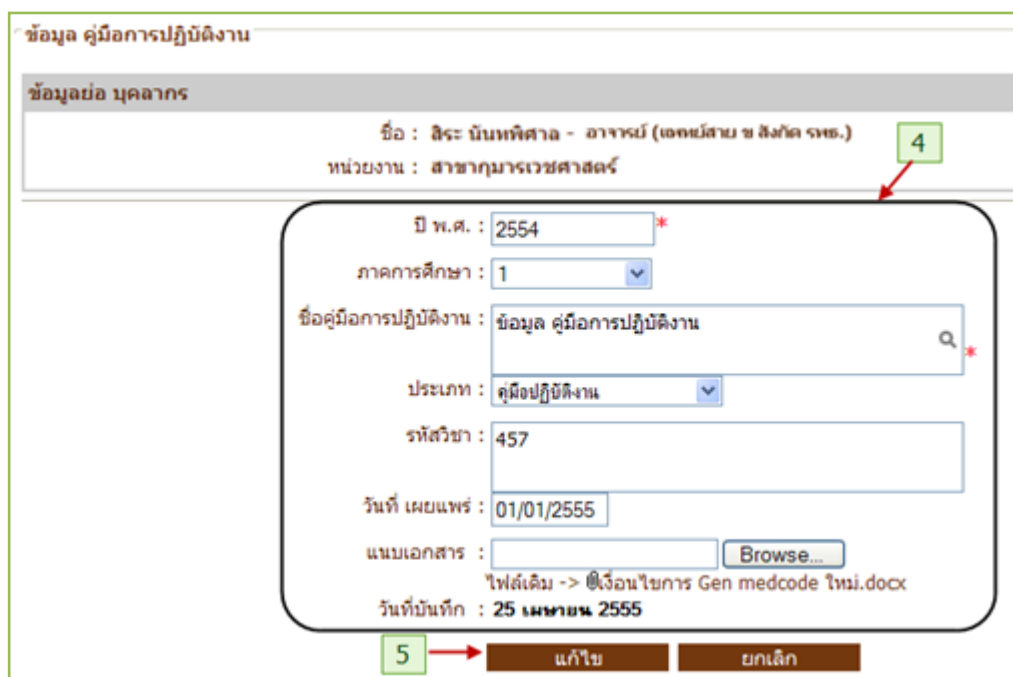 ข้อมูล คู่มือการปฏิบัติงาน
ข้อมูลย่อ บุคลากร
ชื่อ : สิระ นันทพิศาล - อาจารย์ (แพทย์สาย ข สังกัด รพธ.)
4
หน่วยงาน : สาขากุมารเวชศาสตร์
ปี พ.ศ. : 2554 *
ภาคการศึกษา : 1
ชื่อคู่มือการปฏิบัติงาน : ข้อมูล คู่มือการปฏิบัติงาน *
ประเภท : คู่มือปฏิบัติงาน
รหัสวิชา : 457
วันที่ เผยแพร่ : 01/01/2555
แนบเอกสาร : Browse...
ไฟล์เดิม -> เงื่อนไขการ Gen medcode ใหม่.docx
วันที่บันทึก : 25 เมษายน 2555
5 แก้ไข ยกเลิก